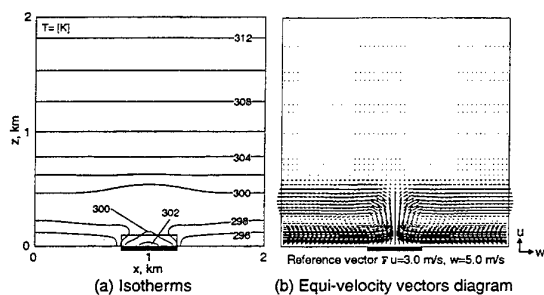 2
T= [K]
312
308
z, km
1
304
300
300
302
298
296
0
0
1
2
x, km
(a) Isotherms
u
w
Reference vector u=3.0 m/s, w=5.0 m/s
(b) Equi-velocity vectors diagram